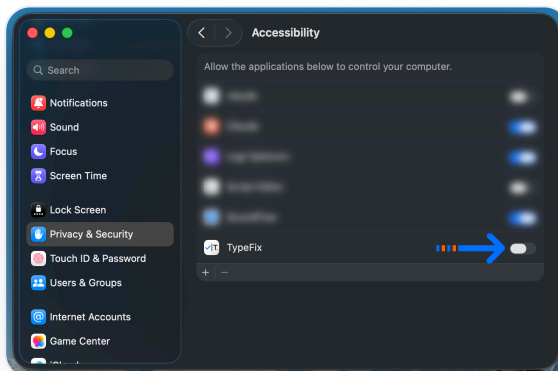 Accessibility
Search
Allow the applications below to control your computer.
Notifications
Sound
Focus
Screen Time
Lock Screen
Privacy & Security
TypeFix
Touch ID & Password
Users & Groups
Internet Accounts
Game Center